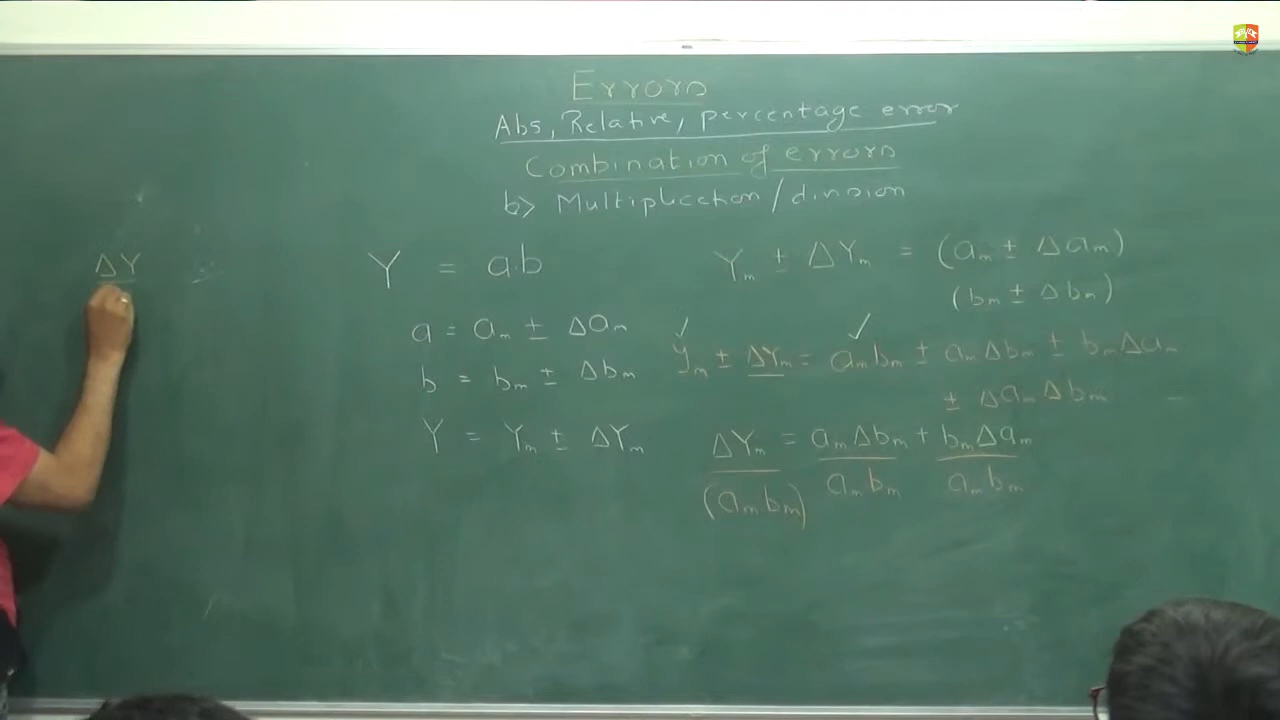 Errors
Abs, Relative, percentage error
Combination of errors
b> Multiplication/division
ΔY
Y = a.b
a = aₘ ± Δaₘ
b = bₘ ± Δbₘ
Y = Yₘ ± ΔYₘ
Yₘ ± ΔYₘ = (aₘ ± Δaₘ)
(bₘ ± Δbₘ)
Yₘ ± ΔYₘ = aₘbₘ ± aₘΔbₘ ± bₘΔaₘ
± ΔaₘΔbₘ
ΔYₘ = aₘΔbₘ + bₘΔaₘ
(aₘbₘ) aₘbₘ aₘbₘ